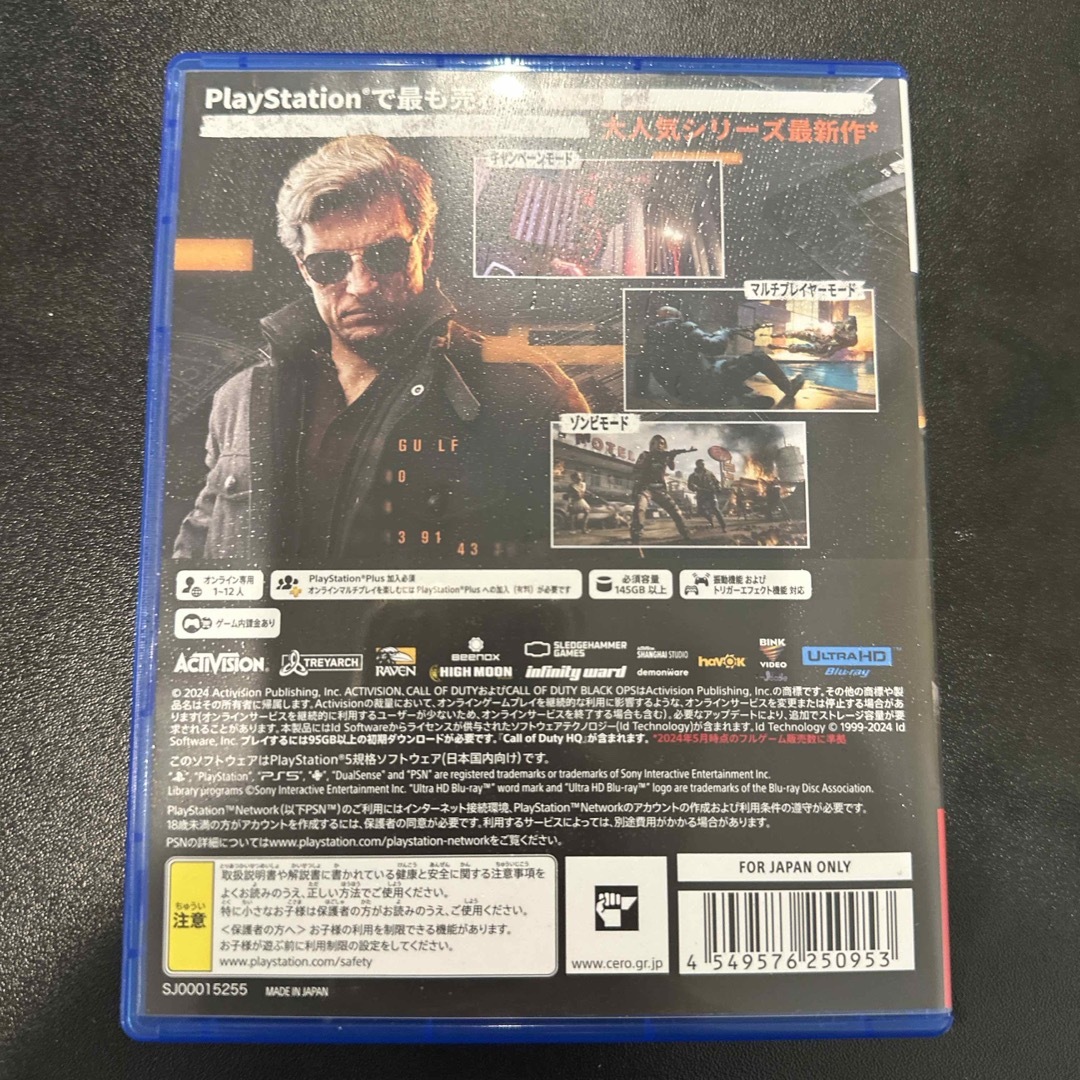 PlayStation®で最も売れ
大人気シリーズ最新作*
キャンペーンモード
マルチプレイヤーモード
ゾンビモード
MOTEL
GU LF
0
3 91 43
オンライン専用
1~12 人
PlayStation®Plus 加入必須
オンラインマルチプレイを楽しむには PlayStation®Plus への加入（有料）が必要です
必須容量
145GB 以上
振動機能 および
トリガーエフェクト機能 対応
ゲーム内課金あり
ACTIVISION
TREYARCH
RAVEN
BEENOX
HIGH MOON
SLEDGEHAMMER
GAMES
infinity ward
SHANGHAI STUDIO
demonware
havok
BINK
VIDEO
ULTRA HD
Blu-ray™
© 2024 Activision Publishing, Inc. ACTIVISION, CALL OF DUTYおよびCALL OF DUTY BLACK OPSはActivision Publishing, Inc.の商標です。その他の商標や製
品名はその所有者に帰属します。Activisionの裁量において、オンラインゲームプレイを継続的な利用に影響するような、オンラインサービスを変更または停止する場合があ
ります(オンラインサービスを継続的に利用するユーザーが少ないため、オンラインサービスを終了する場合も含む)。必要なアップデートにより、追加でストレージ容量が要
求されることがあります。本製品にはId Softwareからライセンスが供与されたソフトウェアテクノロジー(Id Technology)が含まれます。Id Technology © 1999-2024 Id
Software, Inc. プレイするには95GB以上の初期ダウンロードが必要です。「Call of Duty HQ」が含まれます。*2024年5月時点のフルゲーム販売数に準拠
このソフトウェアはPlayStation®5規格ソフトウェア(日本国内向け)です。
" ", "PlayStation", "PS5", " ", "DualSense" and "PSN" are registered trademarks or trademarks of Sony Interactive Entertainment Inc.
Library programs ©Sony Interactive Entertainment Inc. "Ultra HD Blu-ray™" word mark and "Ultra HD Blu-ray™" logo are trademarks of the Blu-ray Disc Association.
PlayStation™Network (以下PSN™)のご利用にはインターネット接続環境、PlayStation™Networkのアカウントの作成および利用条件の遵守が必要です。
18歳未満の方がアカウントを作成するには、保護者の同意が必要です。利用するサービスによっては、別途費用がかかる場合があります。
PSNの詳細についてはwww.playstation.com/playstation-networkをご覧ください。
ちゅうい
注意
取扱説明書や解説書に書かれている健康と安全に関する注意事項を
よくお読みのうえ、正しい方法でご使用ください。
特に小さなお子様は保護者の方がお読みのうえ、ご使用ください。
＜保護者の方へ＞ お子様の利用を制限できる機能があります。
お子様が遊ぶ前に利用制限の設定をしてください。
www.playstation.com/safety
www.cero.gr.jp
FOR JAPAN ONLY
4 549576 250953
SJ00015255 MADE IN JAPAN